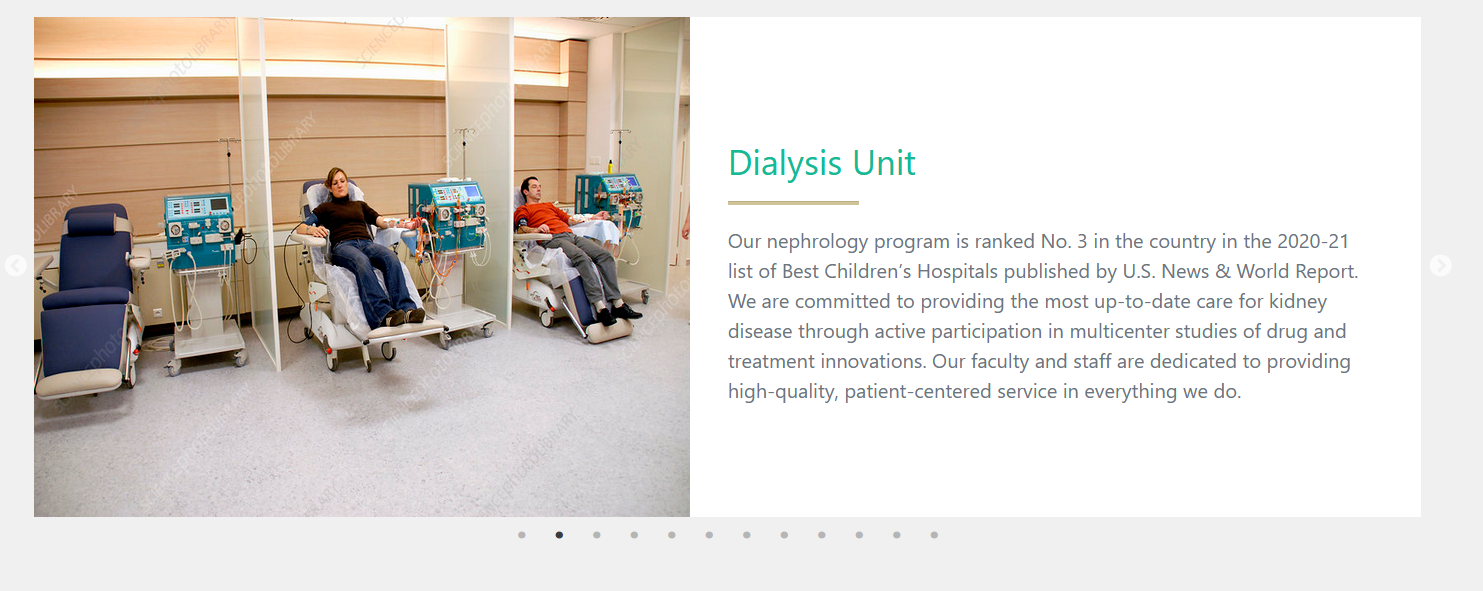 Dialysis Unit
Our nephrology program is ranked No. 3 in the country in the 2020-21
list of Best Children’s Hospitals published by U.S. News & World Report.
We are committed to providing the most up-to-date care for kidney
disease through active participation in multicenter studies of drug and
treatment innovations. Our faculty and staff are dedicated to providing
high-quality, patient-centered service in everything we do.